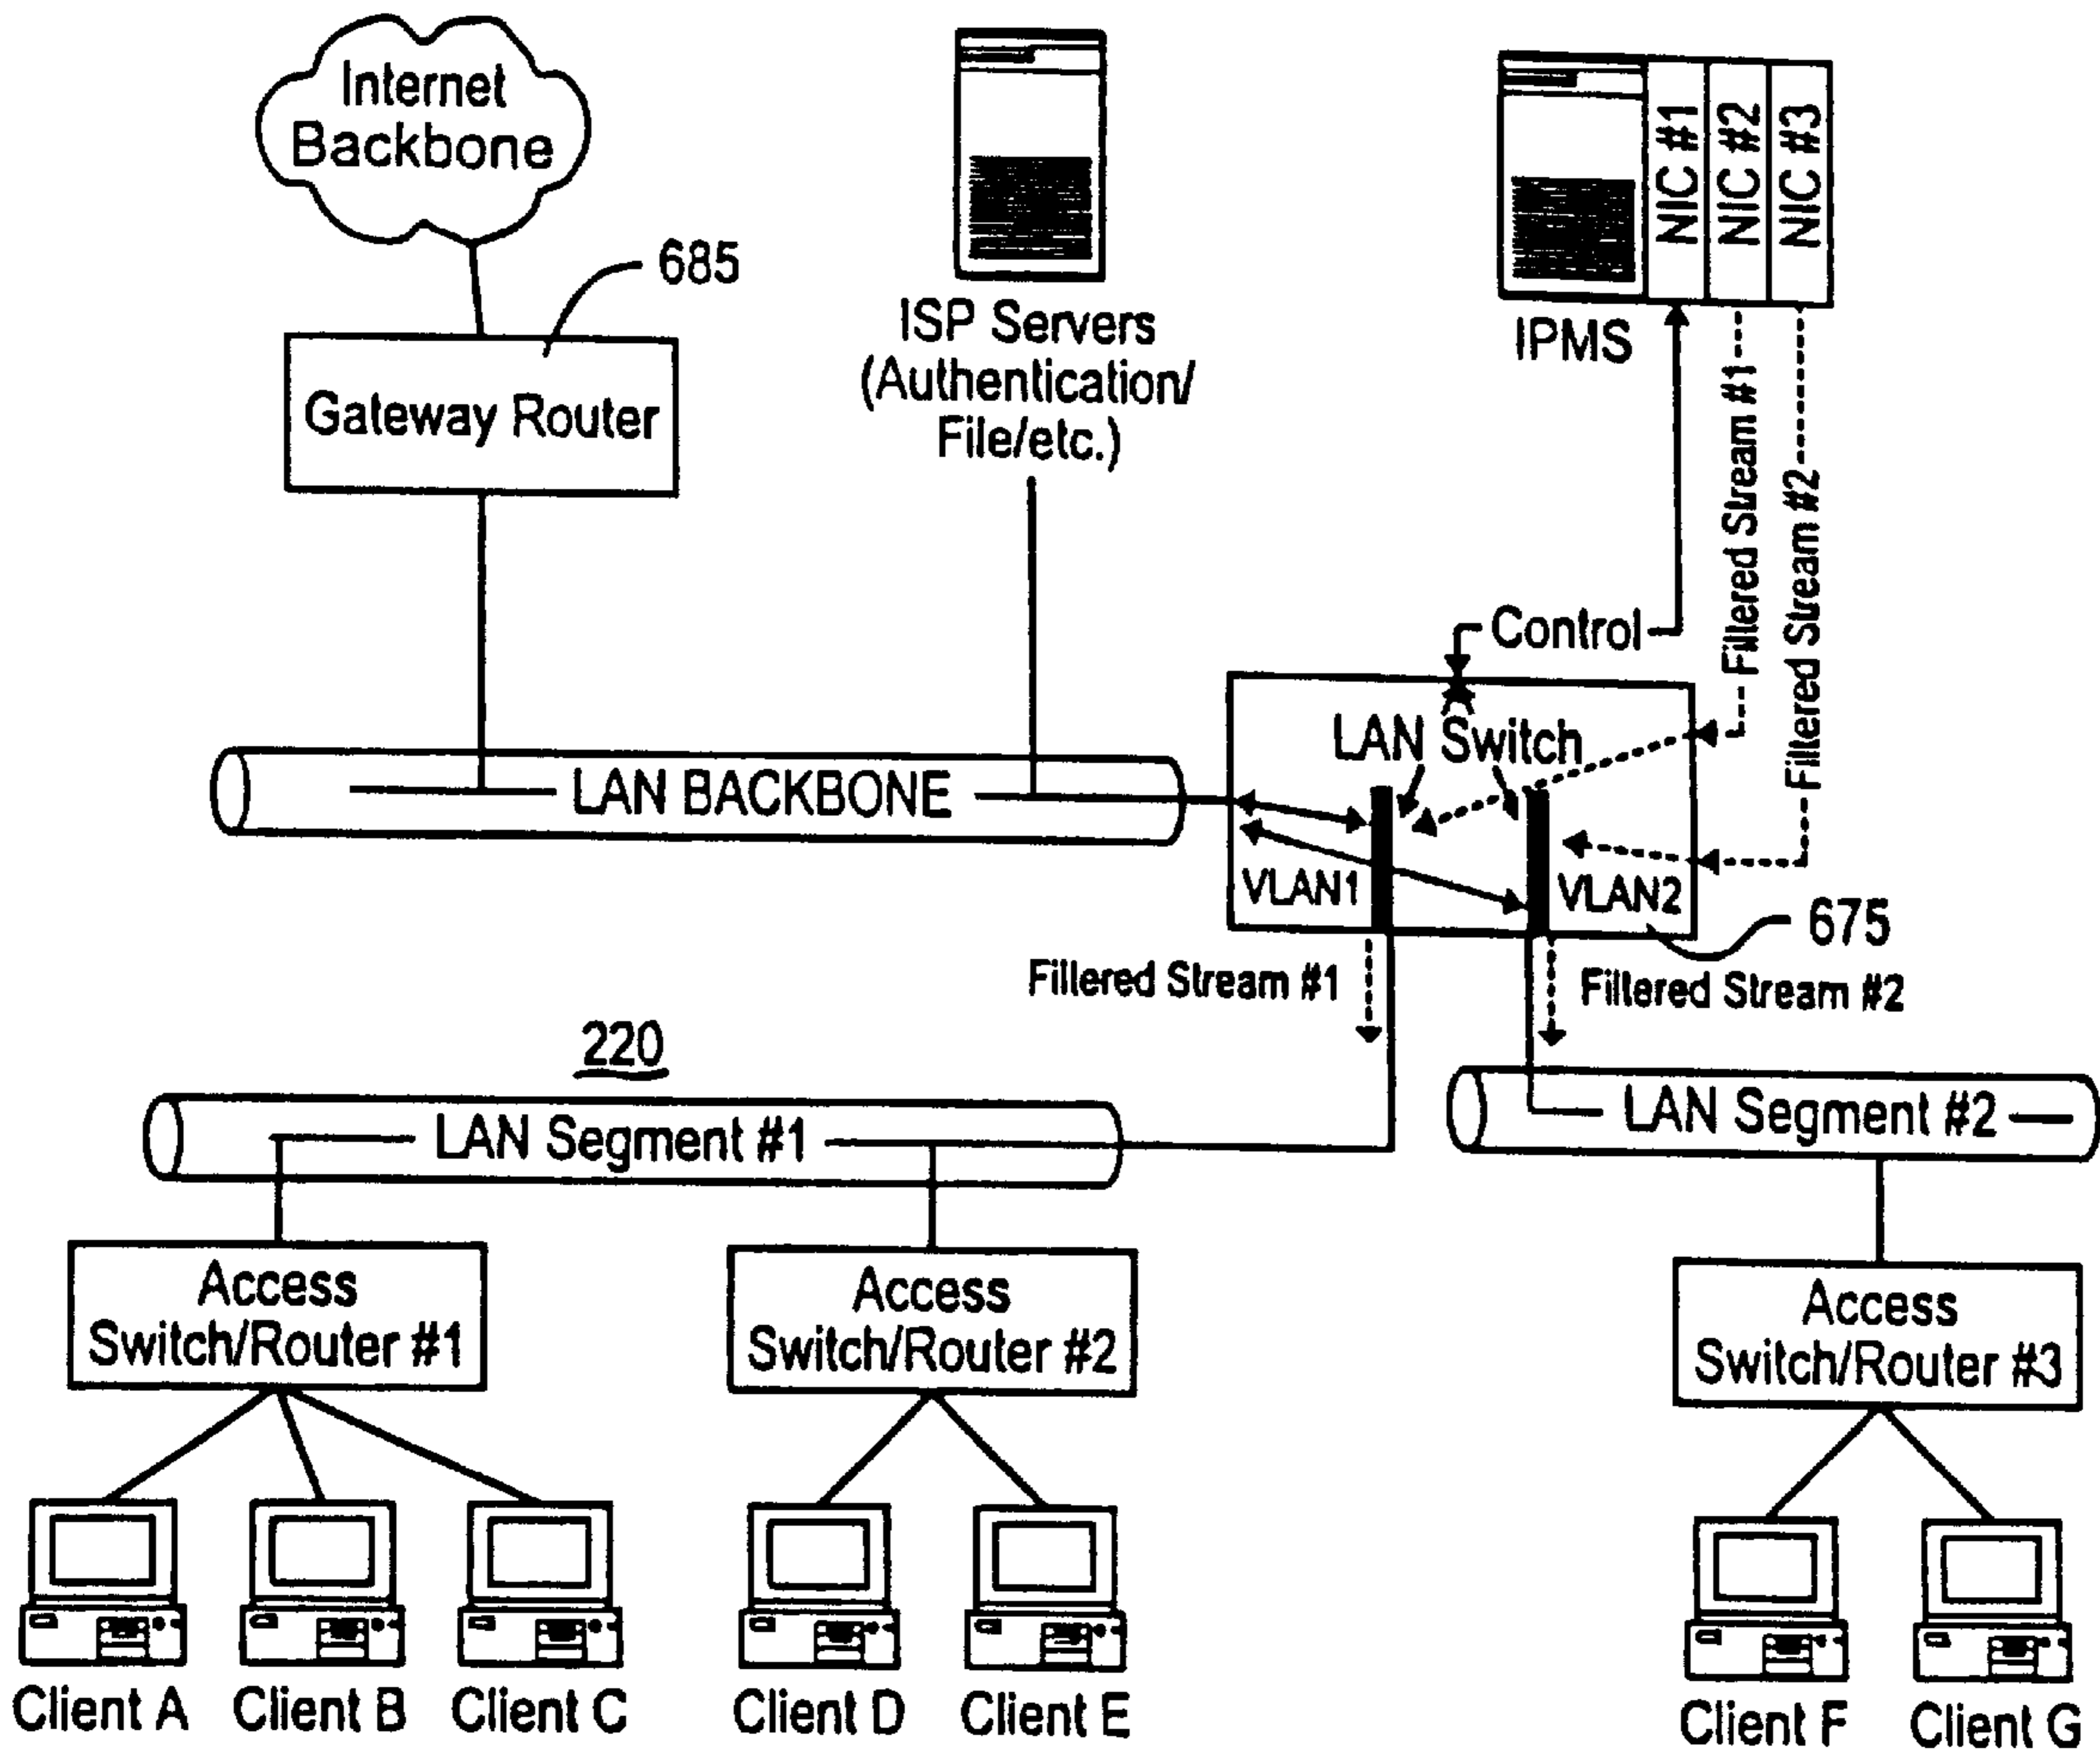 Internet
Backbone
685
Gateway Router
ISP Servers
(Authentication/
File/etc.)
NIC #1
NIC #2
NIC #3
IPMS
Filtered Stream #1
Filtered Stream #2
Control
LAN Switch
LAN BACKBONE
VLAN1
VLAN2
675
Filtered Stream #1
Filtered Stream #2
220
LAN Segment #1
LAN Segment #2
Access
Switch/Router #1
Access
Switch/Router #2
Access
Switch/Router #3
Client A
Client B
Client C
Client D
Client E
Client F
Client G